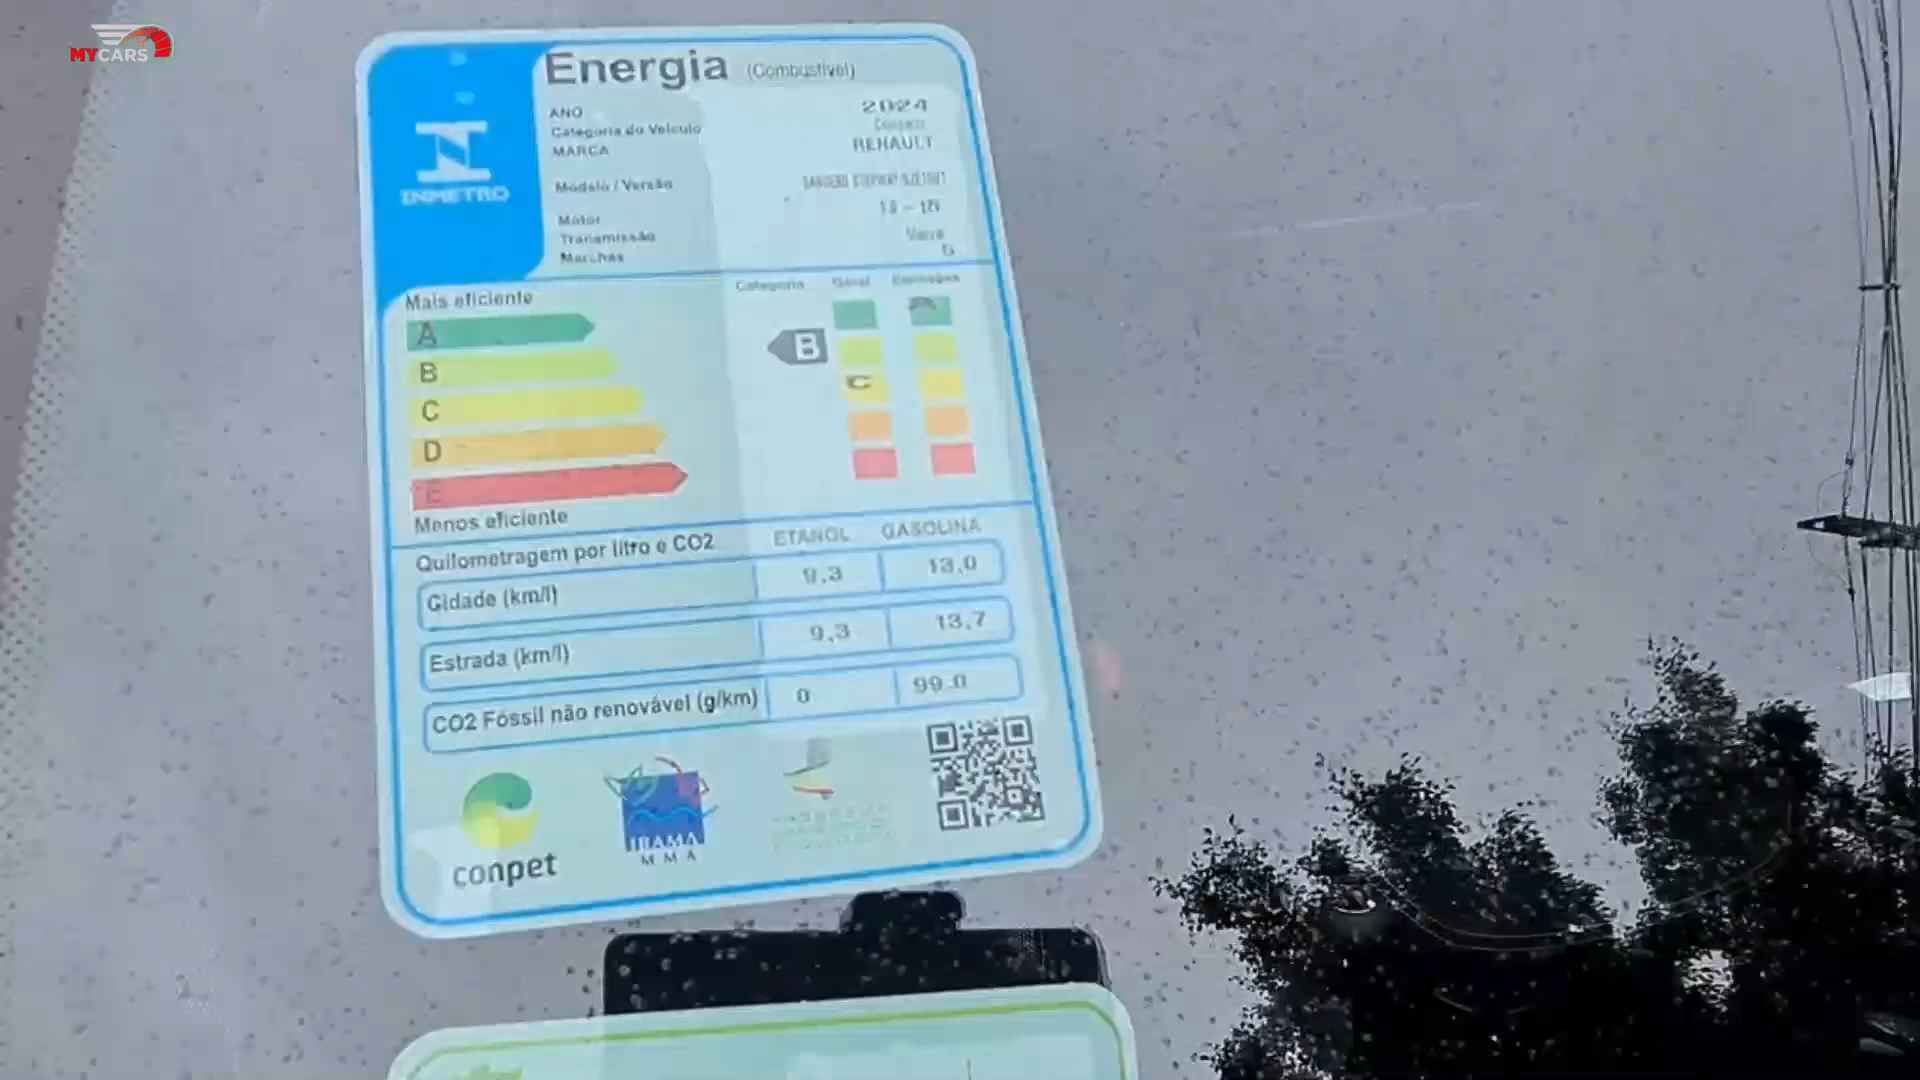 MYCARS
Energia (Combustível)
ANO 2024
Categoria do Veículo
MARCA RENAULT
Modelo / Versão
Motor
Transmissão
Marchas
INMETRO
Categoria Geral Emissões
Mais eficiente
A
B B
C C
D
E
Menos eficiente
Quilometragem por litro e CO2 ETANOL GASOLINA
Cidade (km/l) 9,3 13,0
Estrada (km/l) 9,3 13,7
CO2 Fóssil não renovável (g/km) 0 99.0
conpet
IBAMA
MMA